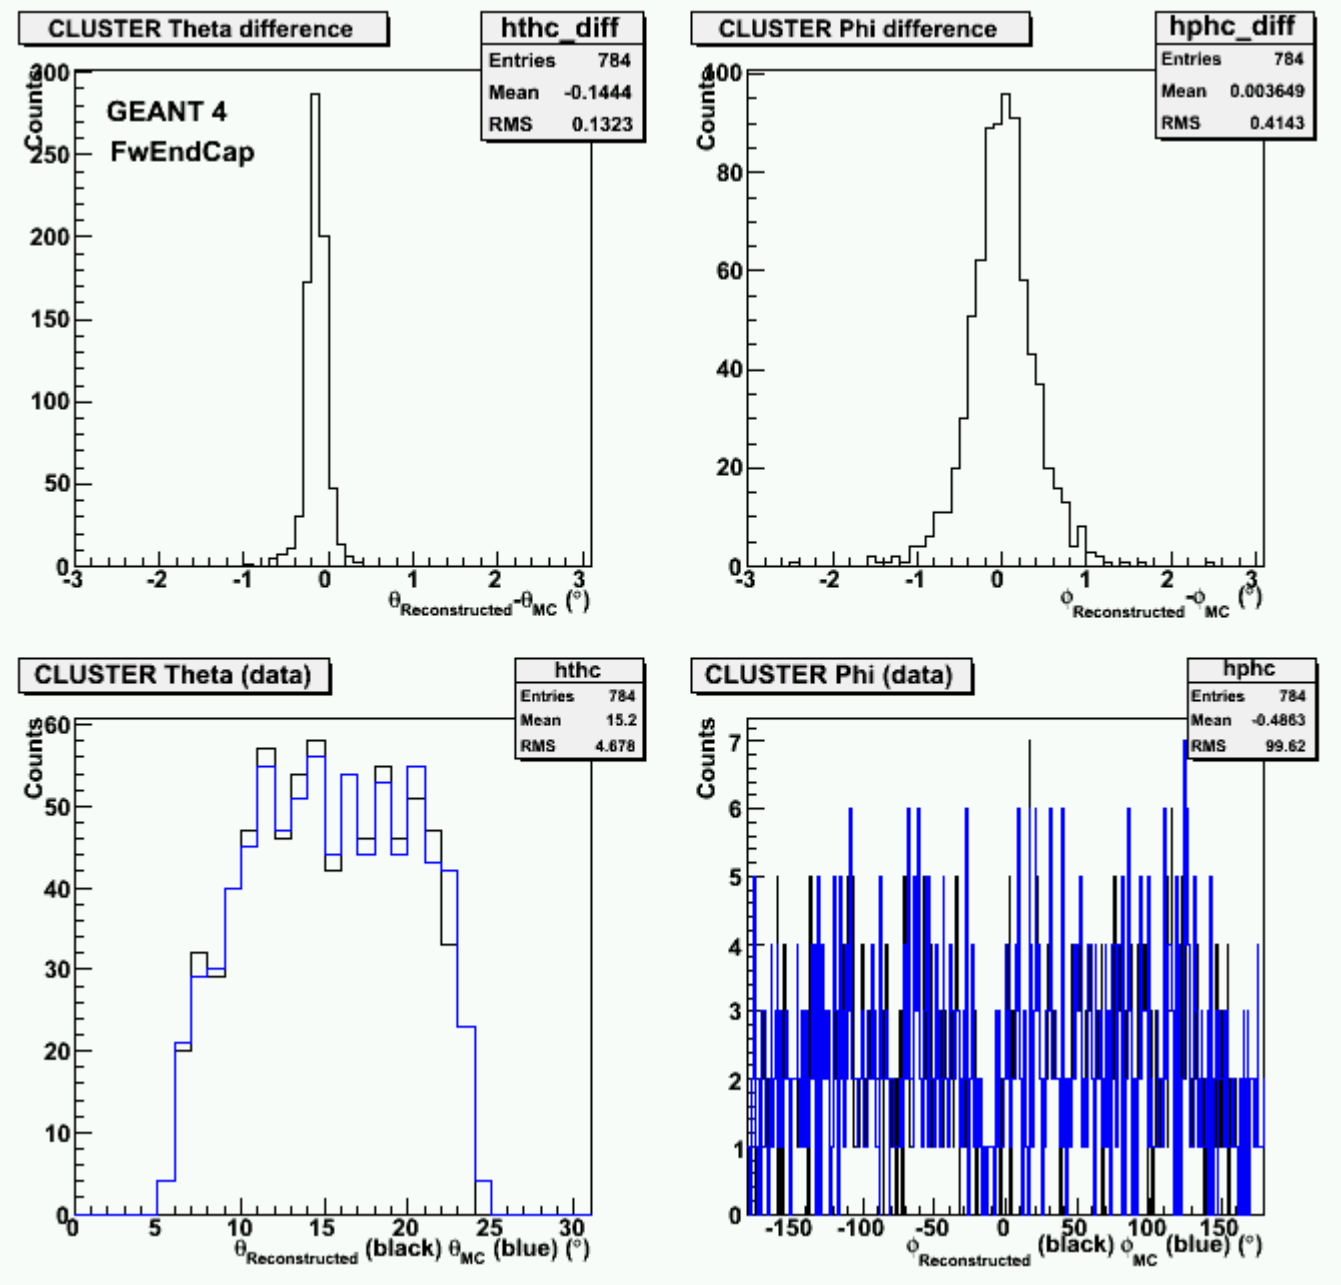 CLUSTER Theta difference
hthc_diff
Entries 784
Mean -0.1444
RMS 0.1323
GEANT 4
FwEndCap
Counts
300
250
200
150
100
50
0
-3 -2 -1 0 1 2 3
θReconstructed-θMC (°)
CLUSTER Phi difference
hphc_diff
Entries 784
Mean 0.003649
RMS 0.4143
Counts
100
80
60
40
20
0
-3 -2 -1 0 1 2 3
ϕReconstructed-ϕMC (°)
CLUSTER Theta (data)
hthc
Entries 784
Mean 15.2
RMS 4.678
Counts
60
50
40
30
20
10
0
0 5 10 15 20 25 30
θReconstructed (black) θMC (blue) (°)
CLUSTER Phi (data)
hphc
Entries 784
Mean -0.4863
RMS 99.62
Counts
7
6
5
4
3
2
1
0
-150 -100 -50 0 50 100 150
ϕReconstructed (black) ϕMC (blue) (°)